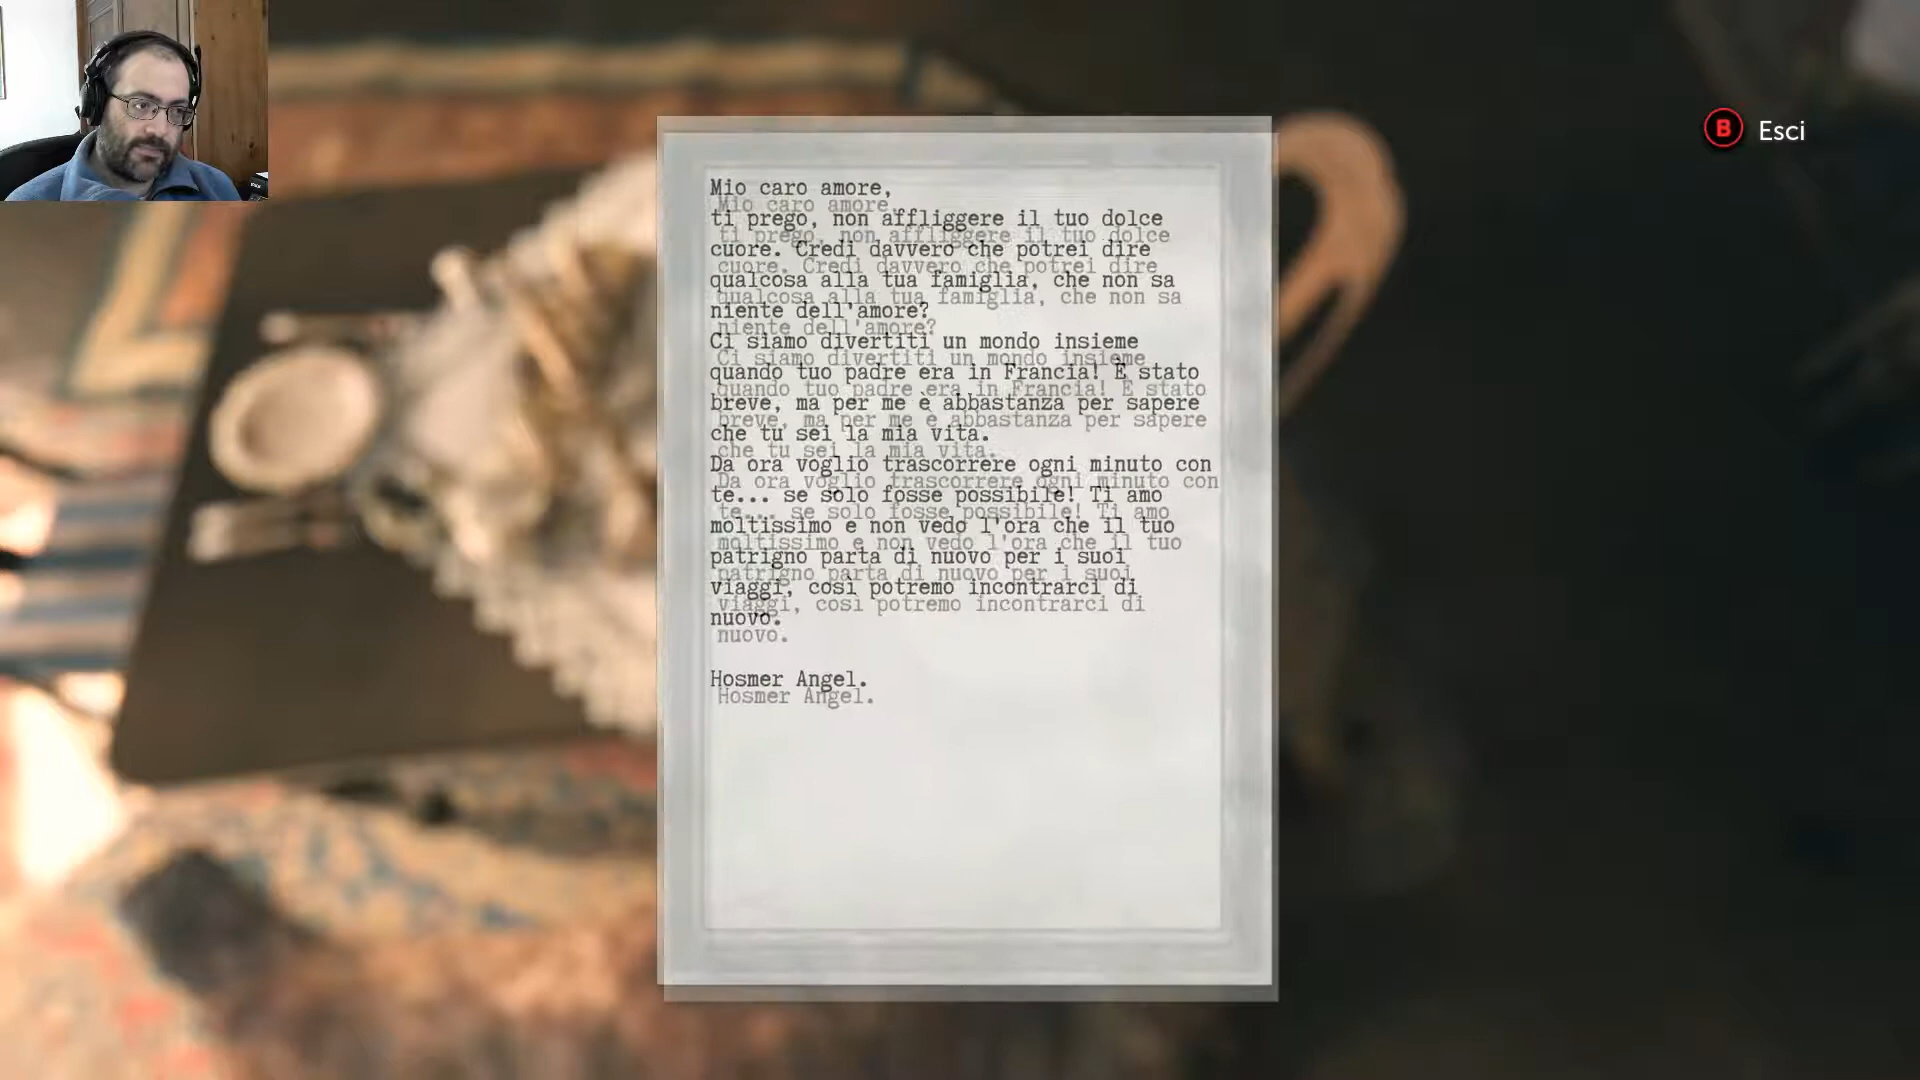 B Esci
Mio caro amore,
ti prego, non affliggere il tuo dolce
cuore. Credi davvero che potrei dire
qualcosa alla tua famiglia, che non sa
niente dell'amore?
Ci siamo divertiti un mondo insieme
quando tuo padre era in Francia! È stato
breve, ma per me è abbastanza per sapere
che tu sei la mia vita.
Da ora voglio trascorrere ogni minuto con
te... se solo fosse possibile! Ti amo
moltissimo e non vedo l'ora che il tuo
patrigno parta di nuovo per i suoi
viaggi, così potremo incontrarci di
nuovo.
Hosmer Angel.